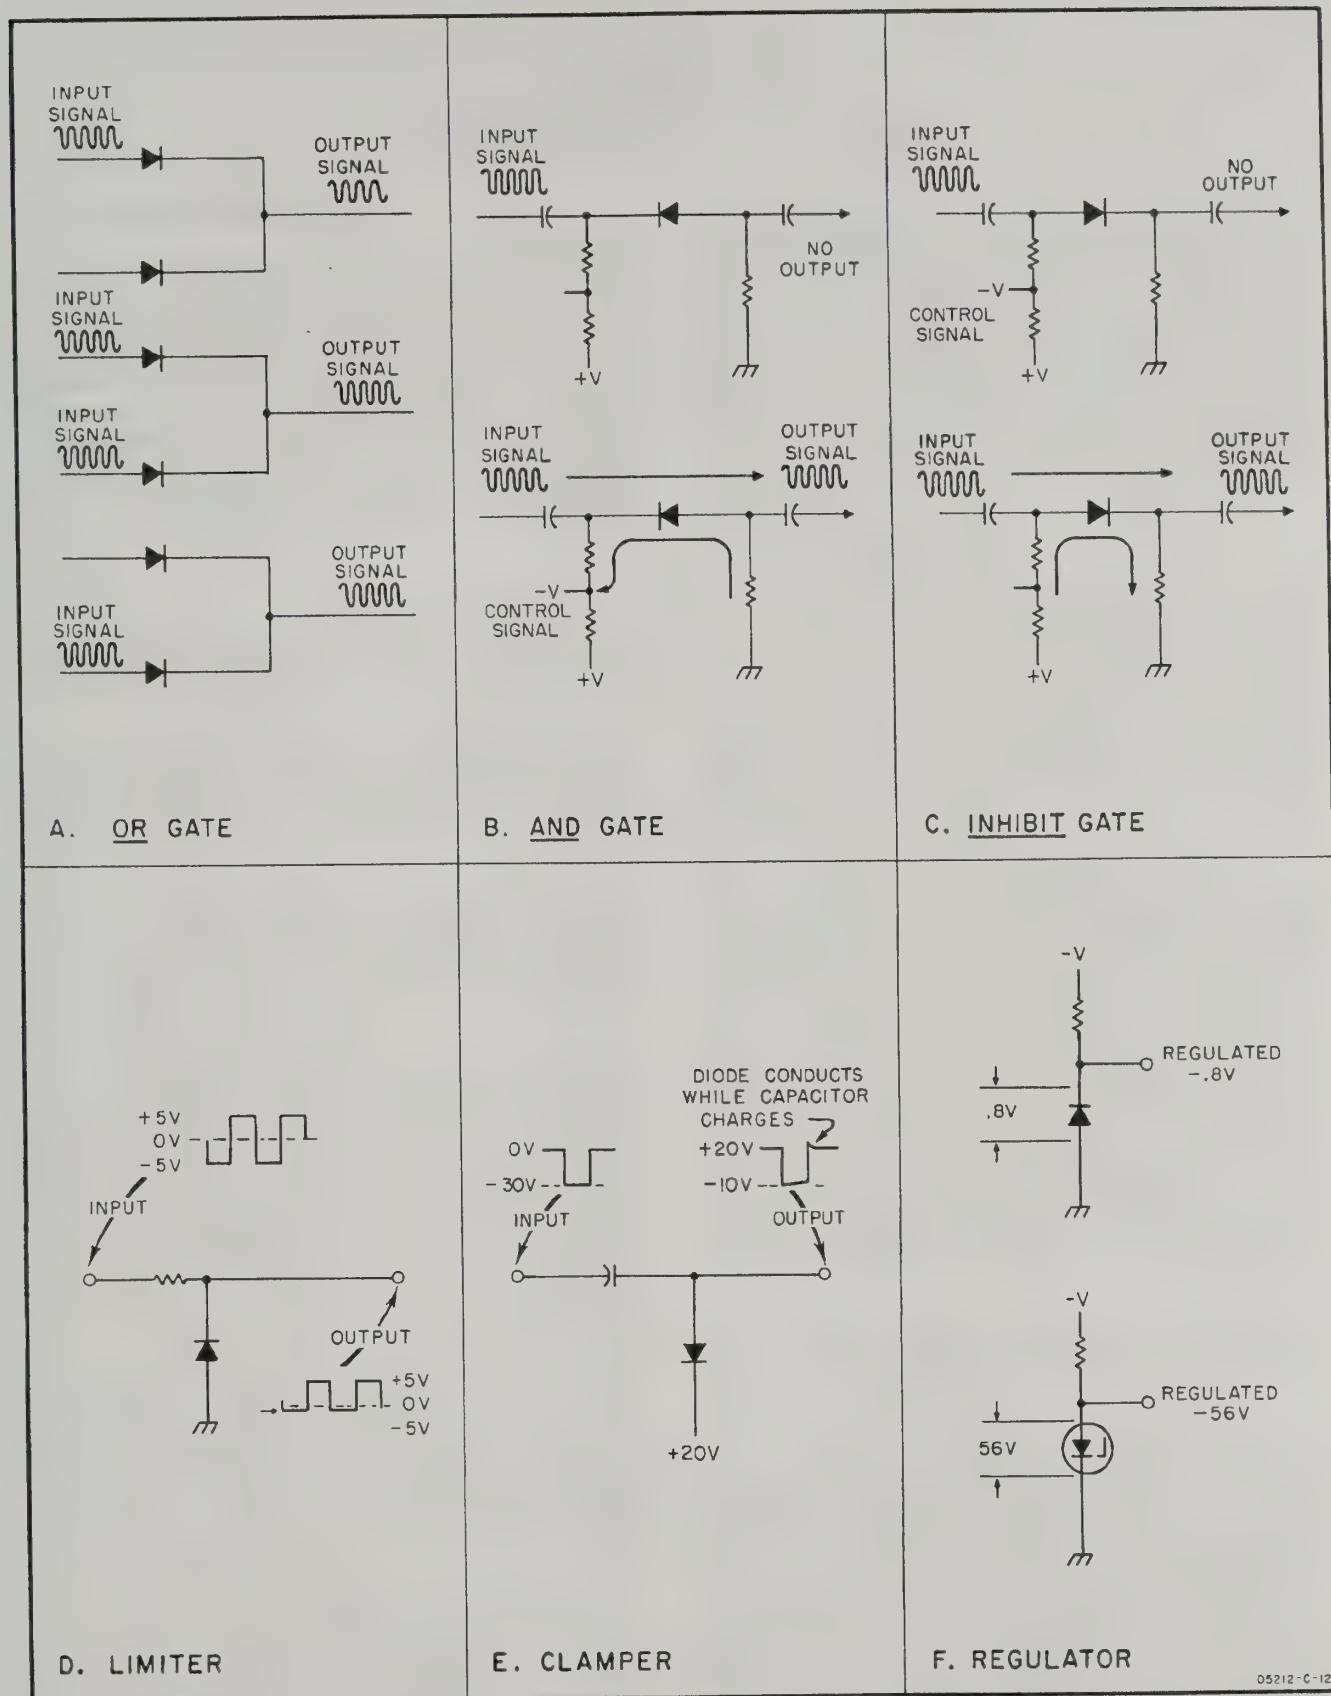 INPUT
SIGNAL
OUTPUT
SIGNAL
INPUT
SIGNAL
OUTPUT
SIGNAL
INPUT
SIGNAL
OUTPUT
SIGNAL
INPUT
SIGNAL
A. OR GATE
INPUT
SIGNAL
NO
OUTPUT
+V
INPUT
SIGNAL
OUTPUT
SIGNAL
-V
CONTROL
SIGNAL
+V
B. AND GATE
INPUT
SIGNAL
NO
OUTPUT
-V
CONTROL
SIGNAL
+V
INPUT
SIGNAL
OUTPUT
SIGNAL
+V
C. INHIBIT GATE
+5V
0V
-5V
INPUT
OUTPUT
+5V
0V
-5V
D. LIMITER
DIODE CONDUCTS
WHILE CAPACITOR
CHARGES
0V
-30V
+20V
-10V
INPUT
OUTPUT
+20V
E. CLAMPER
-V
REGULATED
-.8V
.8V
-V
REGULATED
-56V
56V
F. REGULATOR
05212-C-12